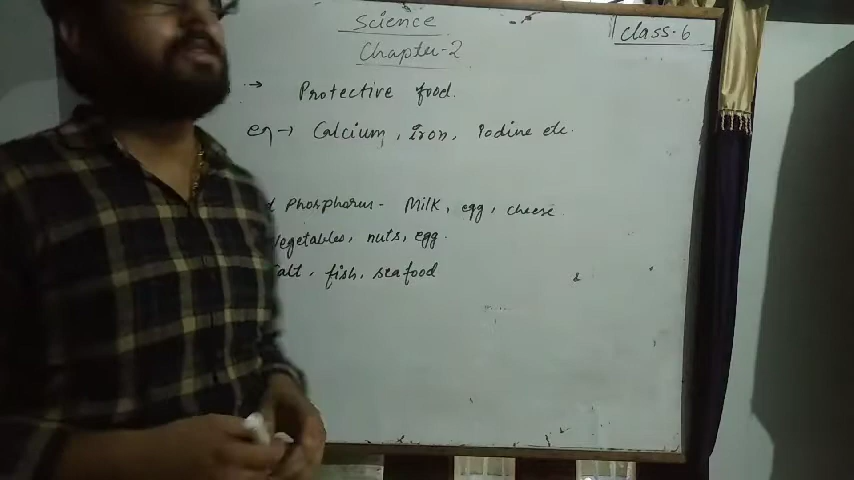 Science
Class-6
Chapter-2
→ Protective food.
eg → Calcium, iron, Iodine etc.
Phosphorus - Milk, egg, cheese.
Vegetables, nuts, egg.
Salt, fish, seafood